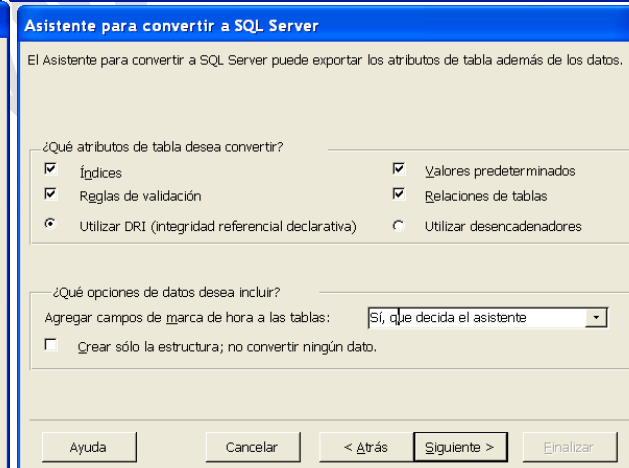 Asistente para convertir a SQL Server
El Asistente para convertir a SQL Server puede exportar los atributos de tabla además de los datos.
¿Qué atributos de tabla desea convertir?
Índices
Valores predeterminados
Reglas de validación
Relaciones de tablas
Utilizar DRI (integridad referencial declarativa)
Utilizar desencadenadores
¿Qué opciones de datos desea incluir?
Agregar campos de marca de hora a las tablas:
Sí, que decida el asistente
Crear sólo la estructura; no convertir ningún dato.
Ayuda
Cancelar
< Atrás
Siguiente >
Finalizar